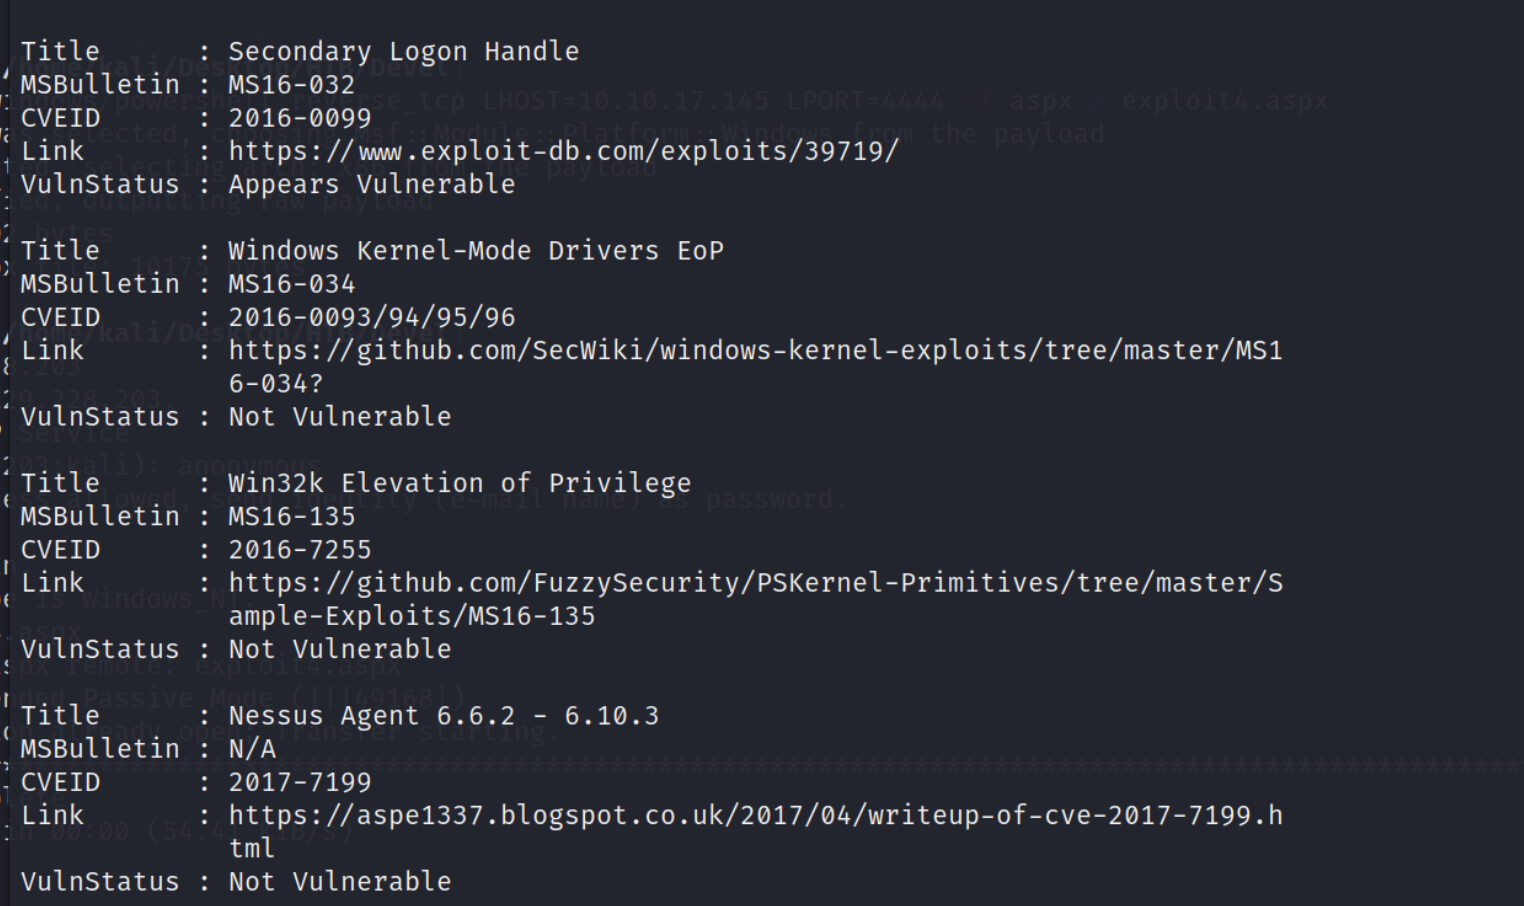 Title      : Secondary Logon Handle
MSBulletin : MS16-032
CVEID      : 2016-0099
Link       : https://www.exploit-db.com/exploits/39719/
VulnStatus : Appears Vulnerable

Title      : Windows Kernel-Mode Drivers EoP
MSBulletin : MS16-034
CVEID      : 2016-0093/94/95/96
Link       : https://github.com/SecWiki/windows-kernel-exploits/tree/master/MS1
             6-034?
VulnStatus : Not Vulnerable

Title      : Win32k Elevation of Privilege
MSBulletin : MS16-135
CVEID      : 2016-7255
Link       : https://github.com/FuzzySecurity/PSKernel-Primitives/tree/master/S
             ample-Exploits/MS16-135
VulnStatus : Not Vulnerable

Title      : Nessus Agent 6.6.2 - 6.10.3
MSBulletin : N/A
CVEID      : 2017-7199
Link       : https://aspe1337.blogspot.co.uk/2017/04/writeup-of-cve-2017-7199.h
             tml
VulnStatus : Not Vulnerable